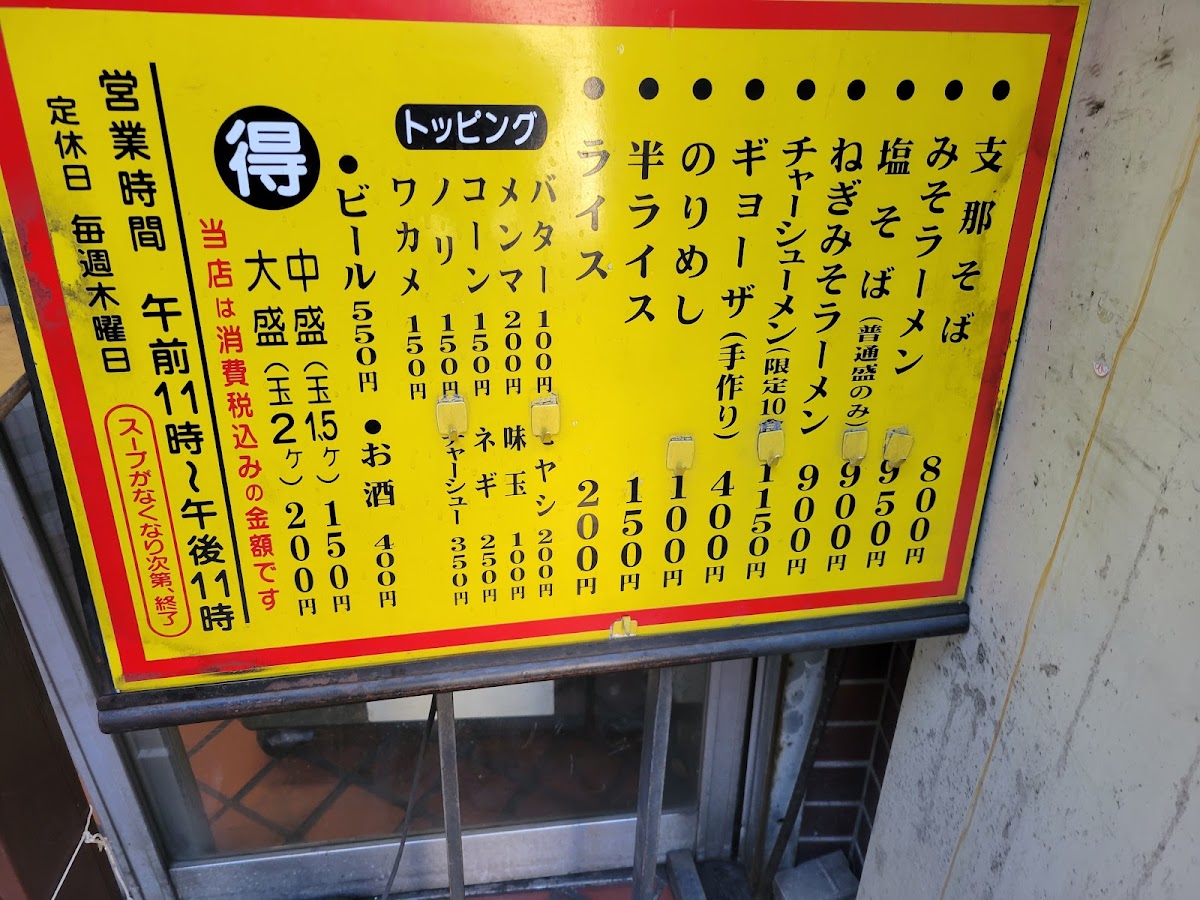 ●支那そば 800円
●みそラーメン 950円
●塩そば(普通盛のみ) 900円
●ねぎみそラーメン 900円
●チャーシューメン(限定10食) 1150円
●ギョーザ(手作り) 400円
●のりめし 100円
●半ライス 150円
●ライス 200円
トッピング
バター 100円 モヤシ 200円
メンマ 200円 味玉 100円
コーン 150円 ネギ 250円
ノリ 150円 チャーシュー 350円
ワカメ 150円
●ビール 550円 ●お酒 400円
得
中盛(玉1.5ヶ) 150円
大盛(玉2ヶ) 200円
当店は消費税込みの金額です
営業時間 午前11時〜午後11時
定休日 毎週木曜日
スープがなくなり次第、終了